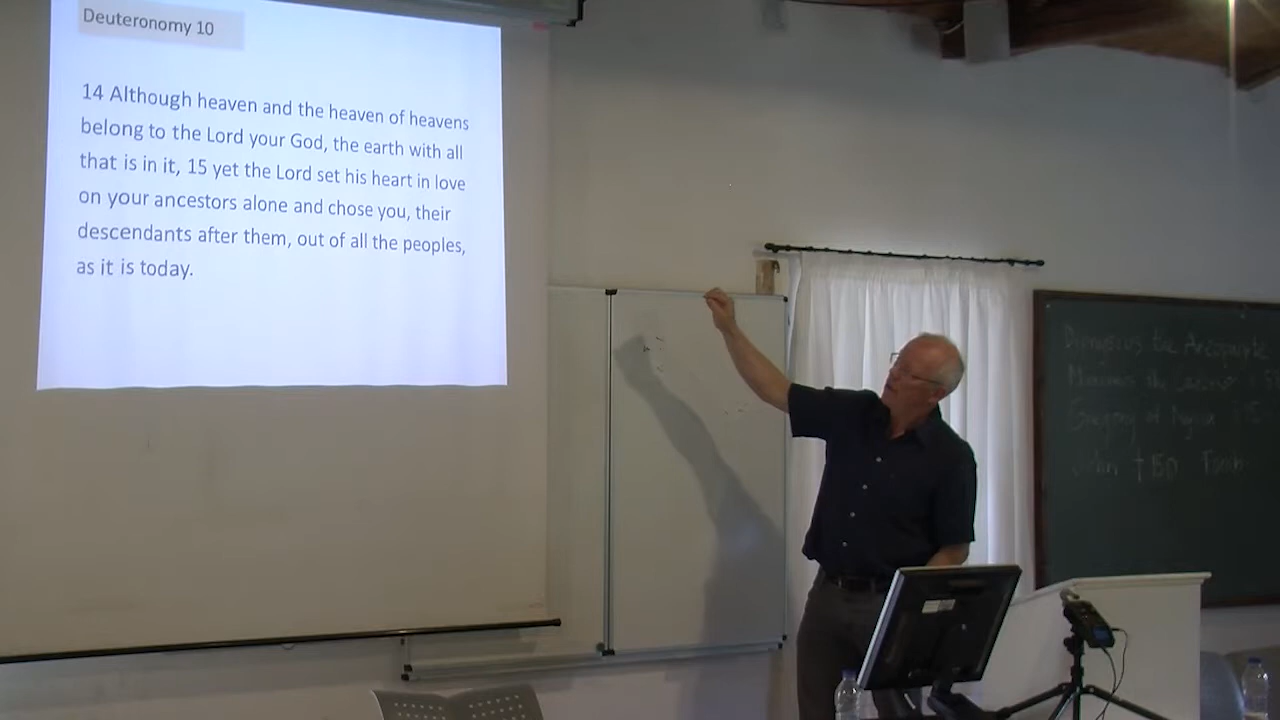 Deuteronomy 10
14 Although heaven and the heaven of heavens
belong to the Lord your God, the earth with all
that is in it, 15 yet the Lord set his heart in love
on your ancestors alone and chose you, their
descendants after them, out of all the peoples,
as it is today.
Dionysius the Areopagite
Maximus the
Gregory of Nyssa
John † 150